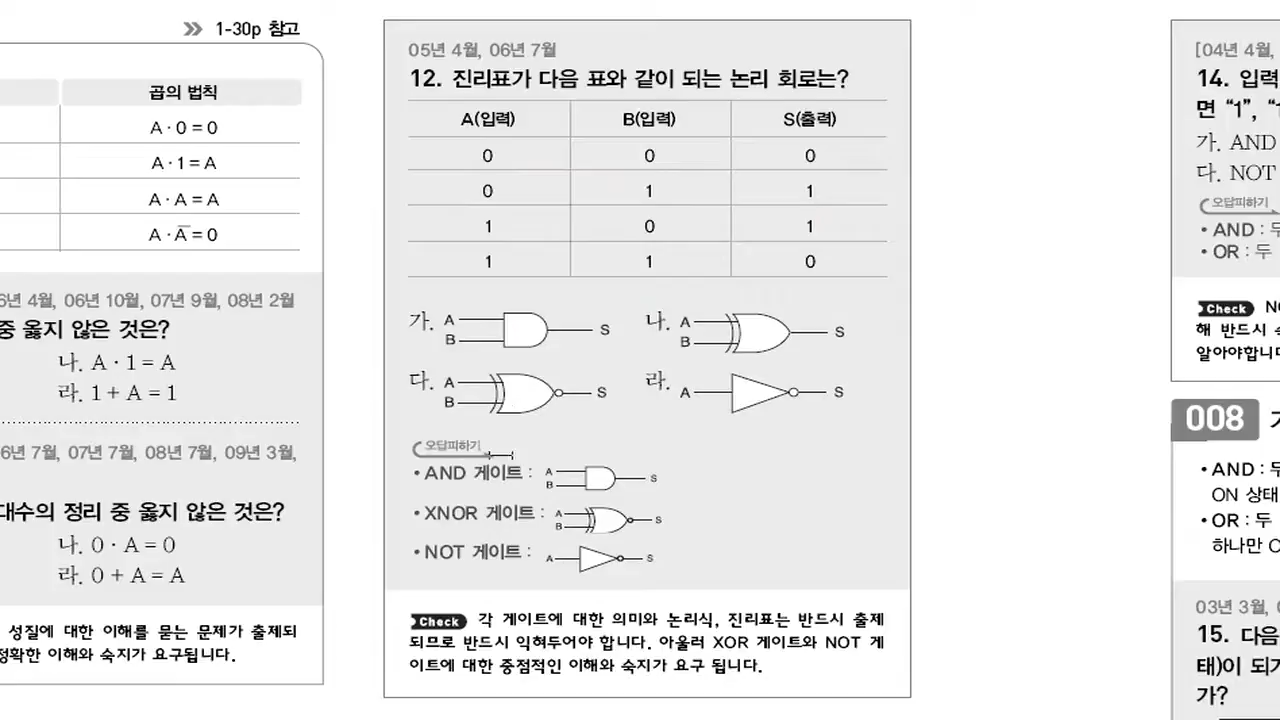 1-30p 참고
곱의 법칙
A · 0 = 0
A · 1 = A
A · A = A
A · A̅ = 0
6년 4월, 06년 10월, 07년 9월, 08년 2월
중 옳지 않은 것은?
나. A · 1 = A
라. 1 + A = 1
6년 7월, 07년 7월, 08년 7월, 09년 3월,
대수의 정리 중 옳지 않은 것은?
나. 0 · A = 0
라. 0 + A = A
성질에 대한 이해를 묻는 문제가 출제되
정확한 이해와 숙지가 요구됩니다.
05년 4월, 06년 7월
12. 진리표가 다음 표와 같이 되는 논리 회로는?
A(입력) B(입력) S(출력)
0 0 0
0 1 1
1 0 1
1 1 0
가. A B S 나. A B S
다. A B S 라. A S
오답피하기
• AND 게이트 : A B S
• XNOR 게이트 : A B S
• NOT 게이트 : A S
Check 각 게이트에 대한 의미와 논리식, 진리표는 반드시 출제
되므로 반드시 익혀두어야 합니다. 아울러 XOR 게이트와 NOT 게
이트에 대한 중점적인 이해와 숙지가 요구 됩니다.
[04년 4월,
14. 입력
면 “1”, “
가. AND
다. NOT
오답피하기
• AND : 두
• OR : 두
Check
해 반드시
알아야합니다
008
• AND : 두
ON 상태
• OR : 두
하나만
03년 3월,
15. 다음
태)이 되
가?